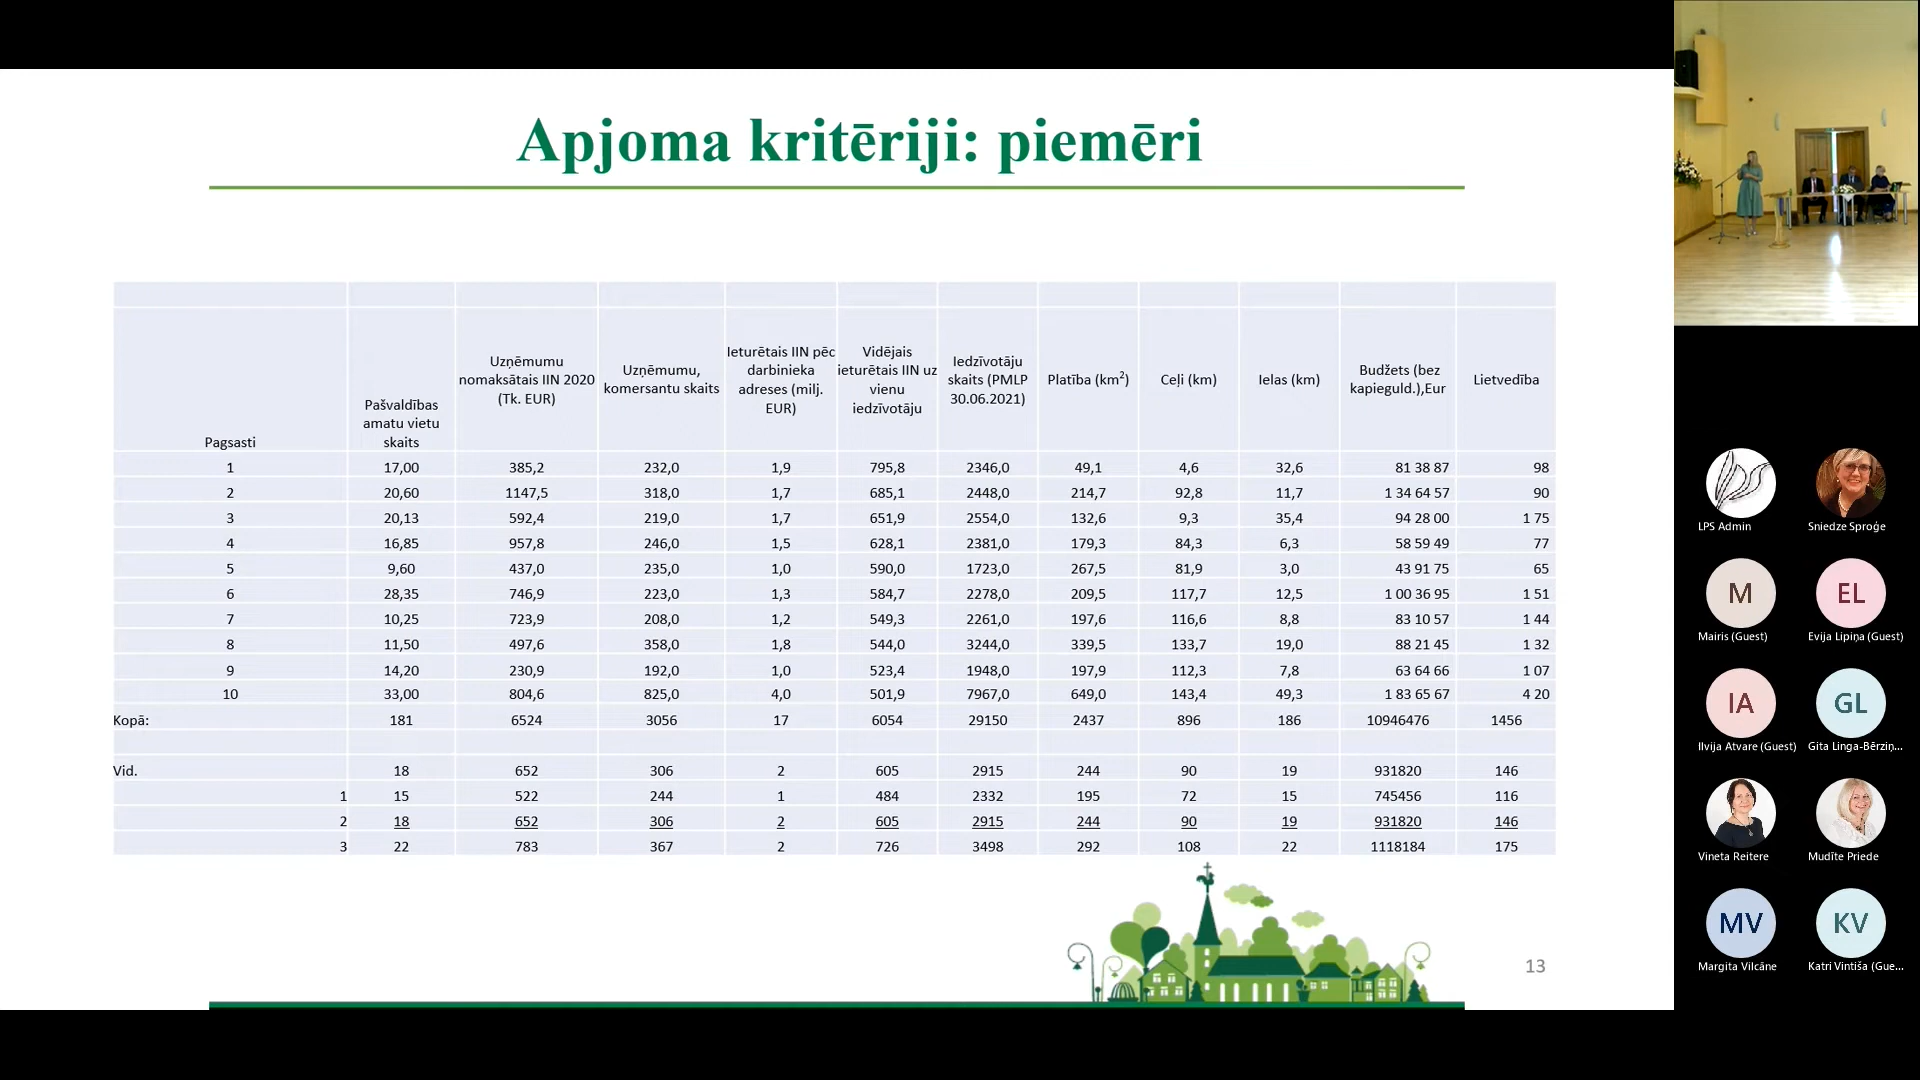 Apjoma kritēriji: piemēri
Pagsasti
Pašvaldības
amatu vietu
skaits
Uzņēmumu
nomaksātais IIN 2020
(Tk. EUR)
Uzņēmumu,
komersantu skaits
Ieturētais IIN pēc
darbinieka
adreses (milj.
EUR)
Vidējais
ieturētais IIN uz
vienu
iedzīvotāju
Iedzīvotāju
skaits (PMLP
30.06.2021)
Platība (km²)
Ceļi (km)
Ielas (km)
Budžets (bez
kapieguld.),Eur
Lietvedība
1 17,00 385,2 232,0 1,9 795,8 2346,0 49,1 4,6 32,6 81 38 87 98
2 20,60 1147,5 318,0 1,7 685,1 2448,0 214,7 92,8 11,7 1 34 64 57 90
3 20,13 592,4 219,0 1,7 651,9 2554,0 132,6 9,3 35,4 94 28 00 1 75
4 16,85 957,8 246,0 1,5 628,1 2381,0 179,3 84,3 6,3 58 59 49 77
5 9,60 437,0 235,0 1,0 590,0 1723,0 267,5 81,9 3,0 43 91 75 65
6 28,35 746,9 223,0 1,3 584,7 2278,0 209,5 117,7 12,5 1 00 36 95 1 51
7 10,25 723,9 208,0 1,2 549,3 2261,0 197,6 116,6 8,8 83 10 57 1 44
8 11,50 497,6 358,0 1,8 544,0 3244,0 339,5 133,7 19,0 88 21 45 1 32
9 14,20 230,9 192,0 1,0 523,4 1948,0 197,9 112,3 7,8 63 64 66 1 07
10 33,00 804,6 825,0 4,0 501,9 7967,0 649,0 143,4 49,3 1 83 65 67 4 20
Kopā: 181 6524 3056 17 6054 29150 2437 896 186 10946476 1456
Vid. 18 652 306 2 605 2915 244 90 19 931820 146
1 15 522 244 1 484 2332 195 72 15 745456 116
2 18 652 306 2 605 2915 244 90 19 931820 146
3 22 783 367 2 726 3498 292 108 22 1118184 175
13
LPS Admin
Sniedze Sproģe
M
EL
Mairis (Guest)
Evija Lipiņa (Guest)
IA
GL
Ilvija Atvare (Guest)
Gita Linga-Bērziņ...
Vineta Reitere
Mudīte Priede
MV
KV
Margita Vilcāne
Katri Vintiša (Gue...